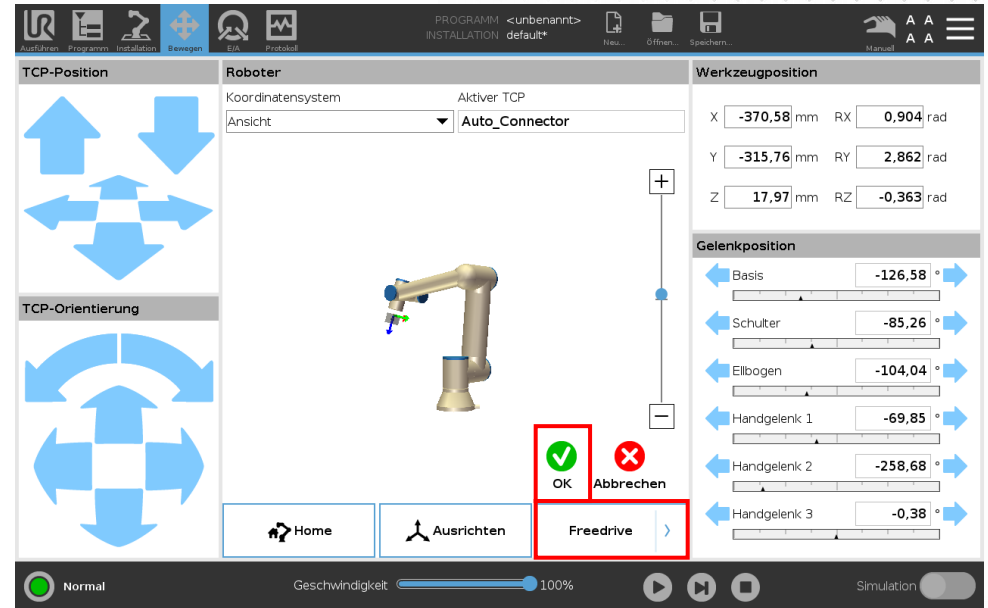 UR
PROGRAMM <unbenannt>
INSTALLATION default*
Ausführen Programm Installation Bewegen E/A Protokoll Neu... Öffnen... Speichern... Manuell
A A
A A
TCP-Position
Roboter
Werkzeugposition
Koordinatensystem Aktiver TCP
Ansicht Auto_Connector
X -370,58 mm RX 0,904 rad
Y -315,76 mm RY 2,862 rad
Z 17,97 mm RZ -0,363 rad
Gelenkposition
Basis -126,58 °
Schulter -85,26 °
Ellbogen -104,04 °
Handgelenk 1 -69,85 °
Handgelenk 2 -258,68 °
Handgelenk 3 -0,38 °
TCP-Orientierung
OK Abbrechen
Home Ausrichten Freedrive
Normal Geschwindigkeit 100% Simulation